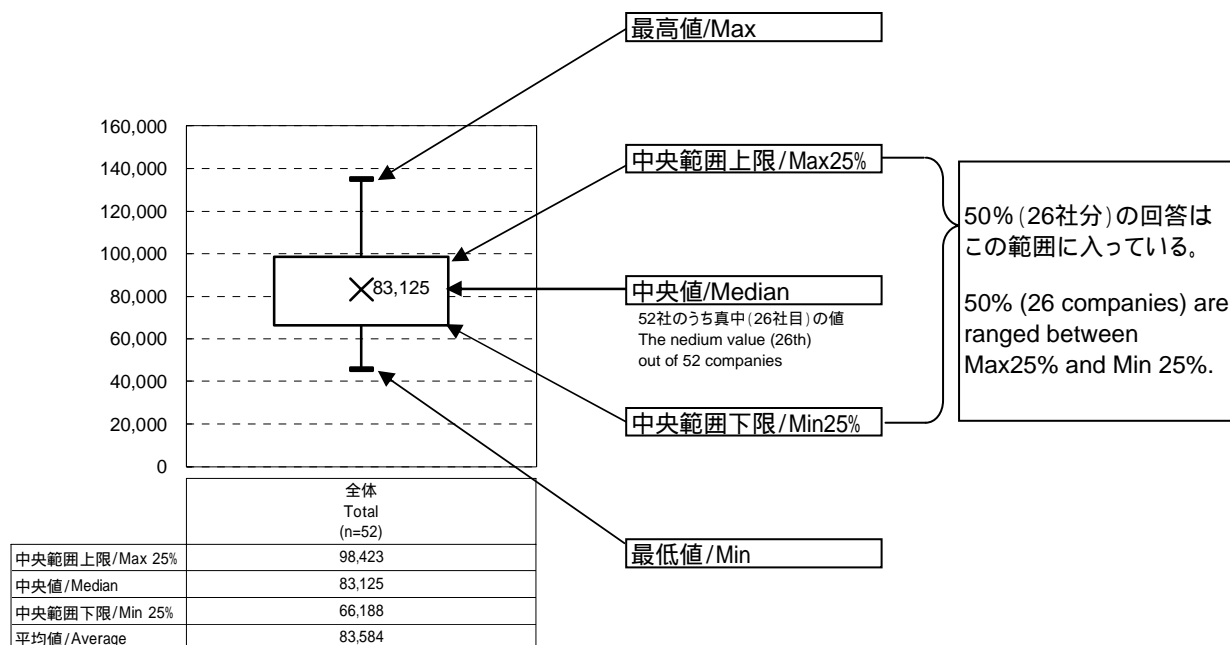 最高値/Max
160,000
140,000
120,000
100,000
80,000
60,000
40,000
20,000
0
83,125
中央範囲上限/Max25%
中央値/Median
52社のうち真中(26社目)の値
The nedium value (26th)
out of 52 companies
中央範囲下限/Min25%
最低値/Min
50%(26社分)の回答は
この範囲に入っている。
50% (26 companies) are
ranged between
Max25% and Min 25%.
全体
Total
(n=52)
中央範囲上限/Max 25% 98,423
中央値/Median 83,125
中央範囲下限/Min 25% 66,188
平均値/Average 83,584